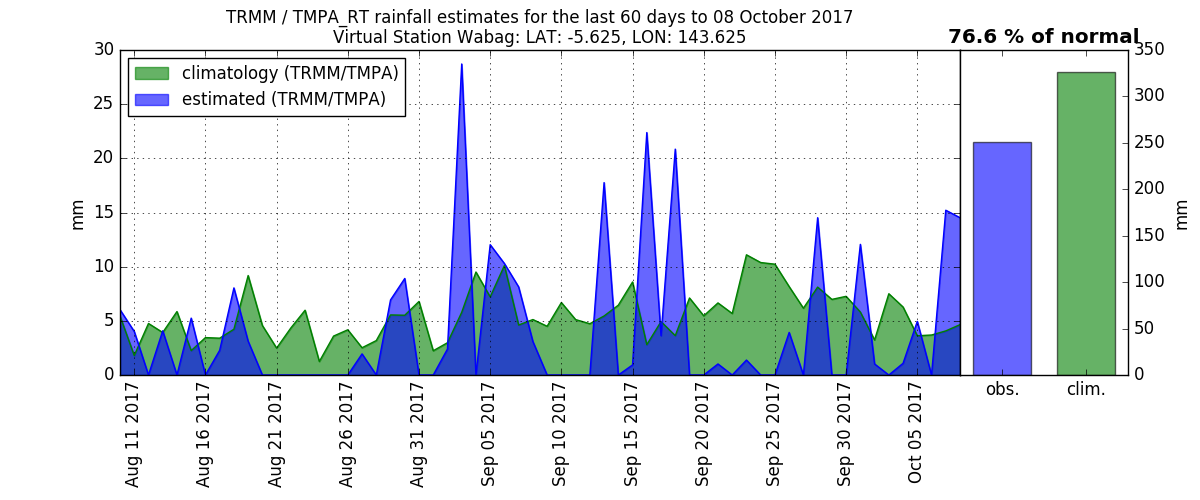 TRMM / TMPA_RT rainfall estimates for the last 60 days to 08 October 2017
Virtual Station Wabag: LAT: -5.625, LON: 143.625
76.6 % of normal
climatology (TRMM/TMPA)
estimated (TRMM/TMPA)
30
25
20
15
10
5
0
mm
Aug 11 2017
Aug 16 2017
Aug 21 2017
Aug 26 2017
Aug 31 2017
Sep 05 2017
Sep 10 2017
Sep 15 2017
Sep 20 2017
Sep 25 2017
Sep 30 2017
Oct 05 2017
obs.
clim.
350
300
250
200
150
100
50
0
mm